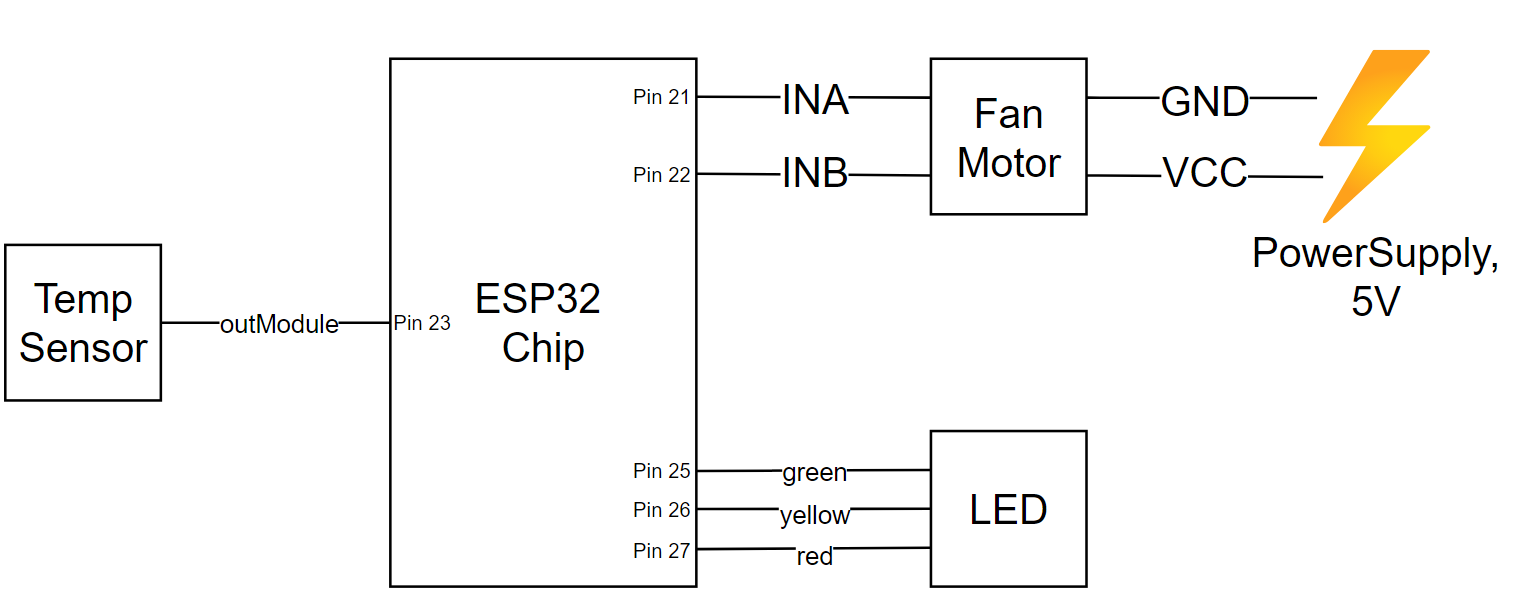 Pin 21
INA
Fan
Motor
GND
Pin 22
INB
VCC
PowerSupply,
5V
Temp
Sensor
outModule
Pin 23
ESP32
Chip
Pin 25
green
Pin 26
yellow
Pin 27
red
LED